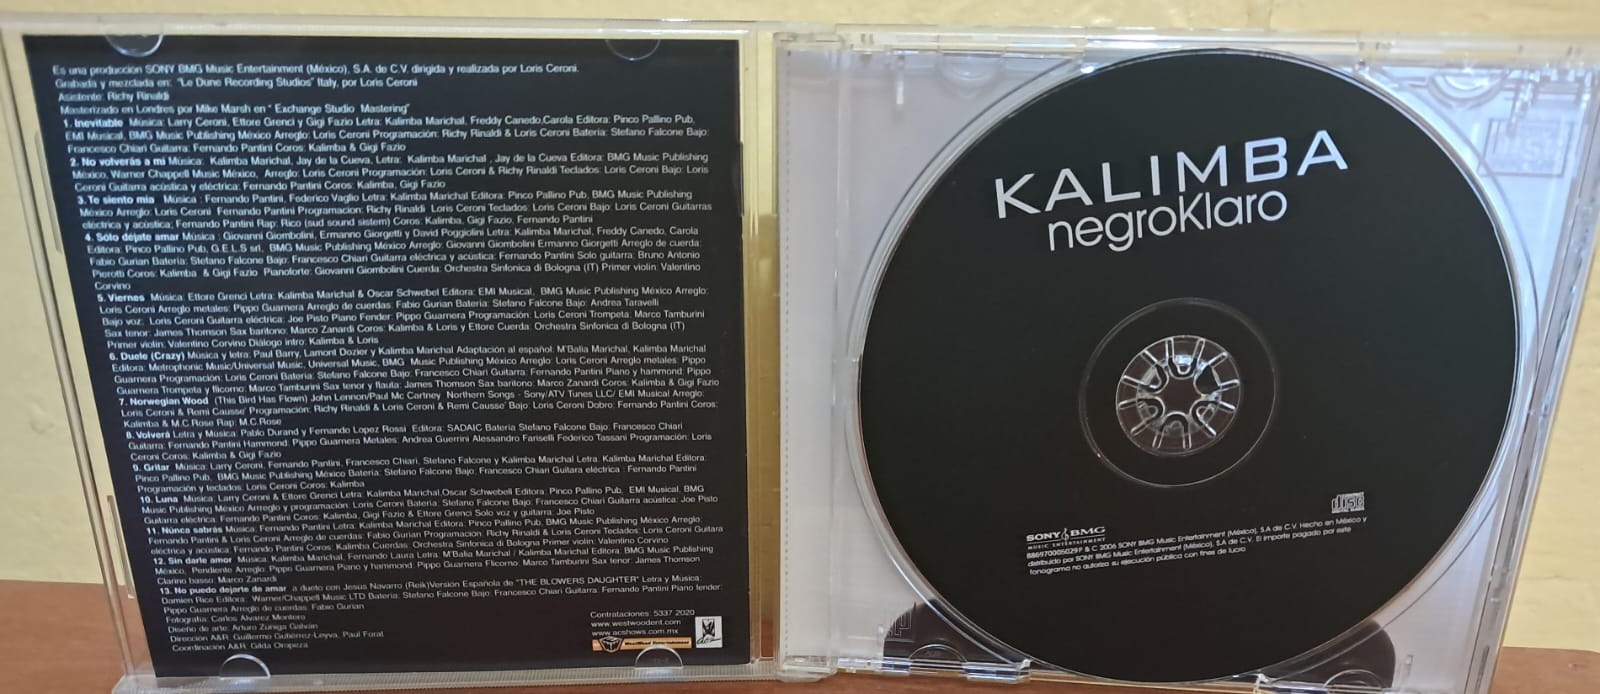 Es una producción SONY BMG Music Entertainment (México), S.A. de C.V. dirigida y realizada por Loris Ceroni.
Grabada y mezclada en: "Le Dune Recording Studios" Italy, por Loris Ceroni
Asistente: Richy Rinaldi
Masterizado en Londres por Mike Marsh en " Exchange Studio Mastering"
1. Inevitable Música: Larry Ceroni, Ettore Grenci y Gigi Fazio Letra: Kalimba Marichal, Freddy Canedo,Carola Editora: Pinco Pallino Pub,
EMI Musical, BMG Music Publishing México Arreglo: Loris Ceroni Programación: Richy Rinaldi & Loris Ceroni Bateria: Stefano Falcone Bajo:
Francesco Chiari Guitarra: Fernando Pantini Coros: Kalimba & Gigi Fazio
2. No volverás a mi Música: Kalimba Marichal, Jay de la Cueva, Letra: Kalimba Marichal , Jay de la Cueva Editora: BMG Music Publishing
México, Warner Chappell Music México, Arreglo: Loris Ceroni Programación: Loris Ceroni & Richy Rinaldi Teclados: Loris Ceroni Bajo: Loris
Ceroni Guitarra acústica y eléctrica: Fernando Pantini Coros: Kalimba, Gigi Fazio
3. Te siento mia Música : Fernando Pantini, Federico Vaglio Letra: Kalimba Marichal Editora: Pinco Pallino Pub, BMG Music Publishing
México Arreglo: Loris Ceroni Fernando Pantini Programacion: Richy Rinaldi Loris Ceroni Teclados: Loris Ceroni Bajo: Loris Ceroni Guitarras
eléctrica y acústica: Fernando Pantini Rap: Rico (sud sound sistem) Coros: Kalimba, Gigi Fazio, Fernando Pantini
4. Sólo déjate amar Música : Giovanni Giombolini, Ermanno Giorgetti y David Poggiolini Letra: Kalimba Marichal, Freddy Canedo, Carola
Editora: Pinco Pallino Pub, G.E.L.S srl, BMG Music Publishing México Arreglo: Giovanni Giombolini Ermanno Giorgetti Arreglo de cuerda:
Fabio Gurian Bateria: Stefano Falcone Bajo: Francesco Chiari Guitarra eléctrica y acústica: Fernando Pantini Solo guitarra: Bruno Antonio
Pierotti Coros: Kalimba & Gigi Fazio Pianoforte: Giovanni Giombolini Cuerda: Orchestra Sinfonica di Bologna (IT) Primer violin: Valentino
Corvino
5. Viernes Música: Ettore Grenci Letra: Kalimba Marichal & Oscar Schwebel Editora: EMI Musical, BMG Music Publishing México Arreglo:
Loris Ceroni Arreglo metales: Pippo Guarnera Arreglo de cuerdas: Fabio Gurian Bateria: Stefano Falcone Bajo: Andrea Taravelli
Bajo voz: Loris Ceroni Guitarra eléctrica: Joe Pisto Piano Fender: Pippo Guarnera Programación: Loris Ceroni Trompeta: Marco Tamburini
Sax tenor: James Thomson Sax baritono: Marco Zanardi Coros: Kalimba & Loris y Ettore Cuerda: Orchestra Sinfonica di Bologna (IT)
Primer violin: Valentino Corvino Diálogo intro: Kalimba & Loris
6. Duele (Crazy) Música y letra: Paul Barry, Lamont Dozier y Kalimba Marichal Adaptación al español: M'Balia Marichal, Kalimba Marichal
Editora: Metrophonic Music/Universal Music, Universal Music, BMG Music Publishing México Arreglo: Loris Ceroni Arreglo metales: Pippo
Guarnera Programación: Loris Ceroni Bateria: Stefano Falcone Bajo: Francesco Chiari Guitarra: Fernando Pantini Piano y hammond: Pippo
Guarnera Trompeta y flicorno: Marco Tamburini Sax tenor y flauta: James Thomson Sax baritono: Marco Zanardi Coros: Kalimba & Gigi Fazio
7. Norwegian Wood (This Bird Has Flown) John Lennon/Paul Mc Cartney Northern Songs - Sony/ATV Tunes LLC/ EMI Musical Arreglo:
Loris Ceroni & Remi Causse' Programación: Richy Rinaldi & Loris Ceroni & Remi Causse' Bajo: Loris Ceroni Dobro: Fernando Pantini Coros:
Kalimba & M.C.Rose Rap: M.C.Rose
8. Volverá Letra y Música: Pablo Durand y Fernando Lopez Rossi Editora: SADAIC Bateria Stefano Falcone Bajo: Francesco Chiari
Guitarra: Fernando Pantini Hammond: Pippo Guarnera Metales: Andrea Guerrini Alessandro Fariselli Federico Tassani Programación: Loris
Ceroni Coros: Kalimba & Gigi Fazio
9. Gritar Música: Larry Ceroni, Fernando Pantini, Francesco Chiari, Stefano Falcone y Kalimba Marichal Letra: Kalimba Marichal Editora:
Pinco Pallino Pub, BMG Music Publishing México Bateria: Stefano Falcone Bajo: Francesco Chiari Guitara eléctrica : Fernando Pantini
Programación y teclados: Loris Ceroni Coros: Kalimba
10. Luna Música: Larry Ceroni & Ettore Grenci Letra: Kalimba Marichal,Oscar Schwebell Editora: Pinco Pallino Pub, EMI Musical, BMG
Music Publishing México Arreglo y programación: Loris Ceroni Bateria: Stefano Falcone Bajo: Francesco Chiari Guitarra acústica: Joe Pisto
Guitarra eléctrica: Fernando Pantini Coros: Kalimba, Gigi Fazio & Ettore Grenci Solo voz y guitarra: Joe Pisto
11. Núnca sabrás Música: Fernando Pantini Letra: Kalimba Marichal Editora: Pinco Pallino Pub, BMG Music Publishing México Arreglo:
Fernando Pantini & Loris Ceroni Arreglo de cuerdas: Fabio Gurian Programación: Richy Rinaldi & Loris Ceroni Teclados: Loris Ceroni Guitara
eléctrica y acústica: Fernando Pantini Coros: Kalimba Cuerdas: Orchestra Sinfonica di Bologna Primer violin: Valentino Corvino
12. Sin darle amor Música: Kalimba Marichal, Fernando Laura Letra: M'Balia Marichal / Kalimba Marichal Editora: BMG Music Publishing
México, Pendiente Arreglo: Pippo Guarnera Piano y hammond: Pippo Guarnera Flicorno: Marco Tamburini Sax tenor: James Thomson
Clarino basso: Marco Zanardi
13. No puedo dejarte de amar a dueto con Jesús Navarro (Reik)Versión Española de "THE BLOWERS DAUGHTER" Letra y Música:
Damien Rice Editora: Warner/Chappell Music LTD Bateria: Stefano Falcone Bajo: Francesco Chiari Guitarra: Fernando Pantini Piano fender:
Pippo Guarnera Arreglo de cuerdas: Fabio Gurian
Fotografia: Carlos Alvarez Montero
Diseño de arte: Arturo Zúñiga Galván
Dirección A&R: Guillermo Gutiérrez-Leyva, Paul Forat
Coordinación A&R: Gilda Oropeza
Contrataciones: 5337 2020
www.westwoodent.com
www.acshows.com.mx
WestWood Entertainment
KALIMBA
negroKlaro
disc
SONY BMG
MUSIC ENTERTAINMENT
886970005029 P & C 2006 SONY BMG Music Entertainment (México), S.A. de C.V. Hecho en México y
distribuido por SONY BMG Music Entertainment (México), S.A. de C.V. El importe pagado por este
fonograma no autoriza su ejecución pública con fines de lucro